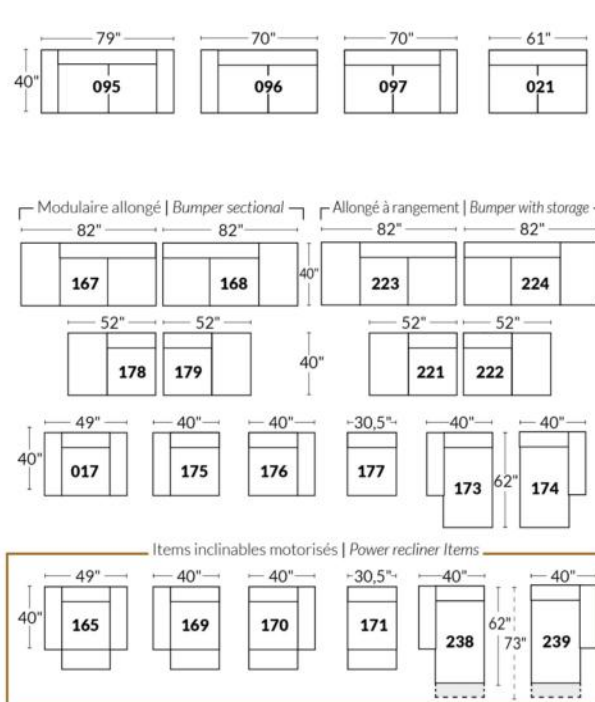 79" 70" 70" 61"
40" 095 096 097 021
Modulaire allongé | Bumper sectional Allongé à rangement | Bumper with storage
82" 82" 82" 82"
167 168 40" 223 224
52" 52" 52" 52"
178 179 40" 221 222
49" 40" 40" 30,5" 40" 40"
40" 017 175 176 177 173 62" 174
Items inclinables motorisés | Power recliner Items
49" 40" 40" 30,5" 40" 40"
40" 165 169 170 171 238 62" 73" 239